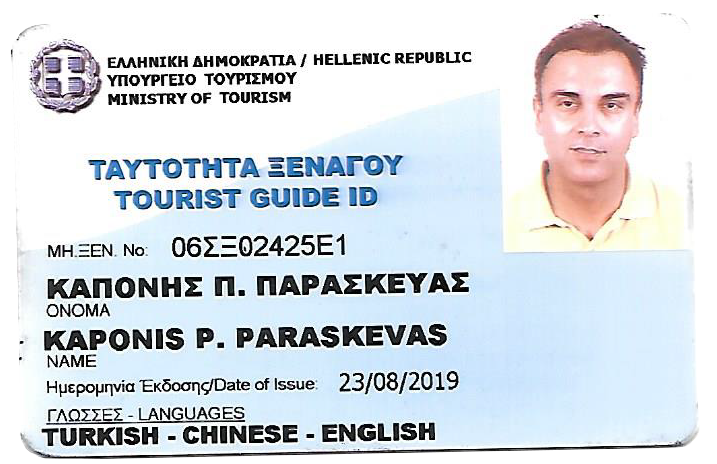 ΕΛΛΗΝΙΚΗ ΔΗΜΟΚΡΑΤΙΑ / HELLENIC REPUBLIC
ΥΠΟΥΡΓΕΙΟ ΤΟΥΡΙΣΜΟΥ
MINISTRY OF TOURISM
ΤΑΥΤΟΤΗΤΑ ΞΕΝΑΓΟΥ
TOURIST GUIDE ID
ΜΗ.ΞΕΝ. No: 06ΣΞ02425Ε1
ΚΑΠΟΝΗΣ Π. ΠΑΡΑΣΚΕΥΑΣ
ΟΝΟΜΑ
KAPONIS P. PARASKEVAS
NAME
Ημερομηνία Έκδοσης/Date of Issue: 23/08/2019
ΓΛΩΣΣΕΣ - LANGUAGES
TURKISH - CHINESE - ENGLISH